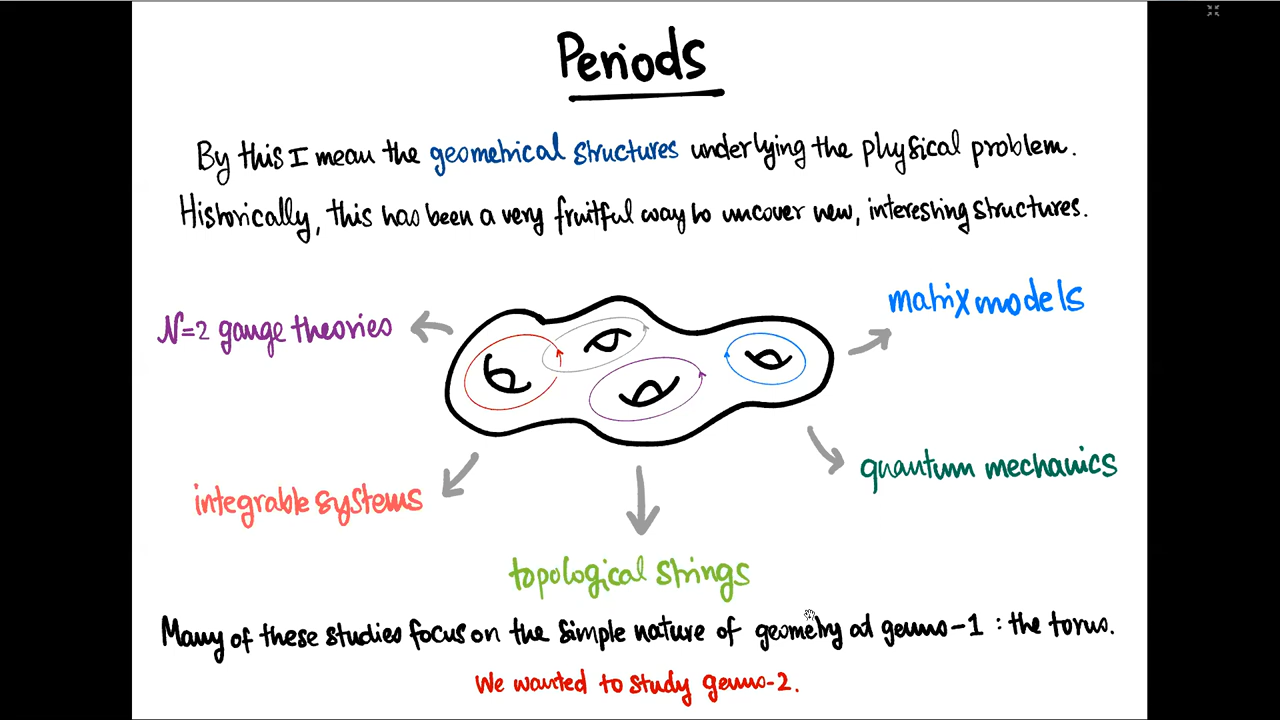 Periods
By this I mean the geometrical structures underlying the physical problem.
Historically, this has been a very fruitful way to uncover new, interesting structures.
matrix models
N=2 gauge theories
quantum mechanics
integrable systems
topological strings
Many of these studies focus on the simple nature of geometry at genus-1 : the torus.
We wanted to study genus-2.